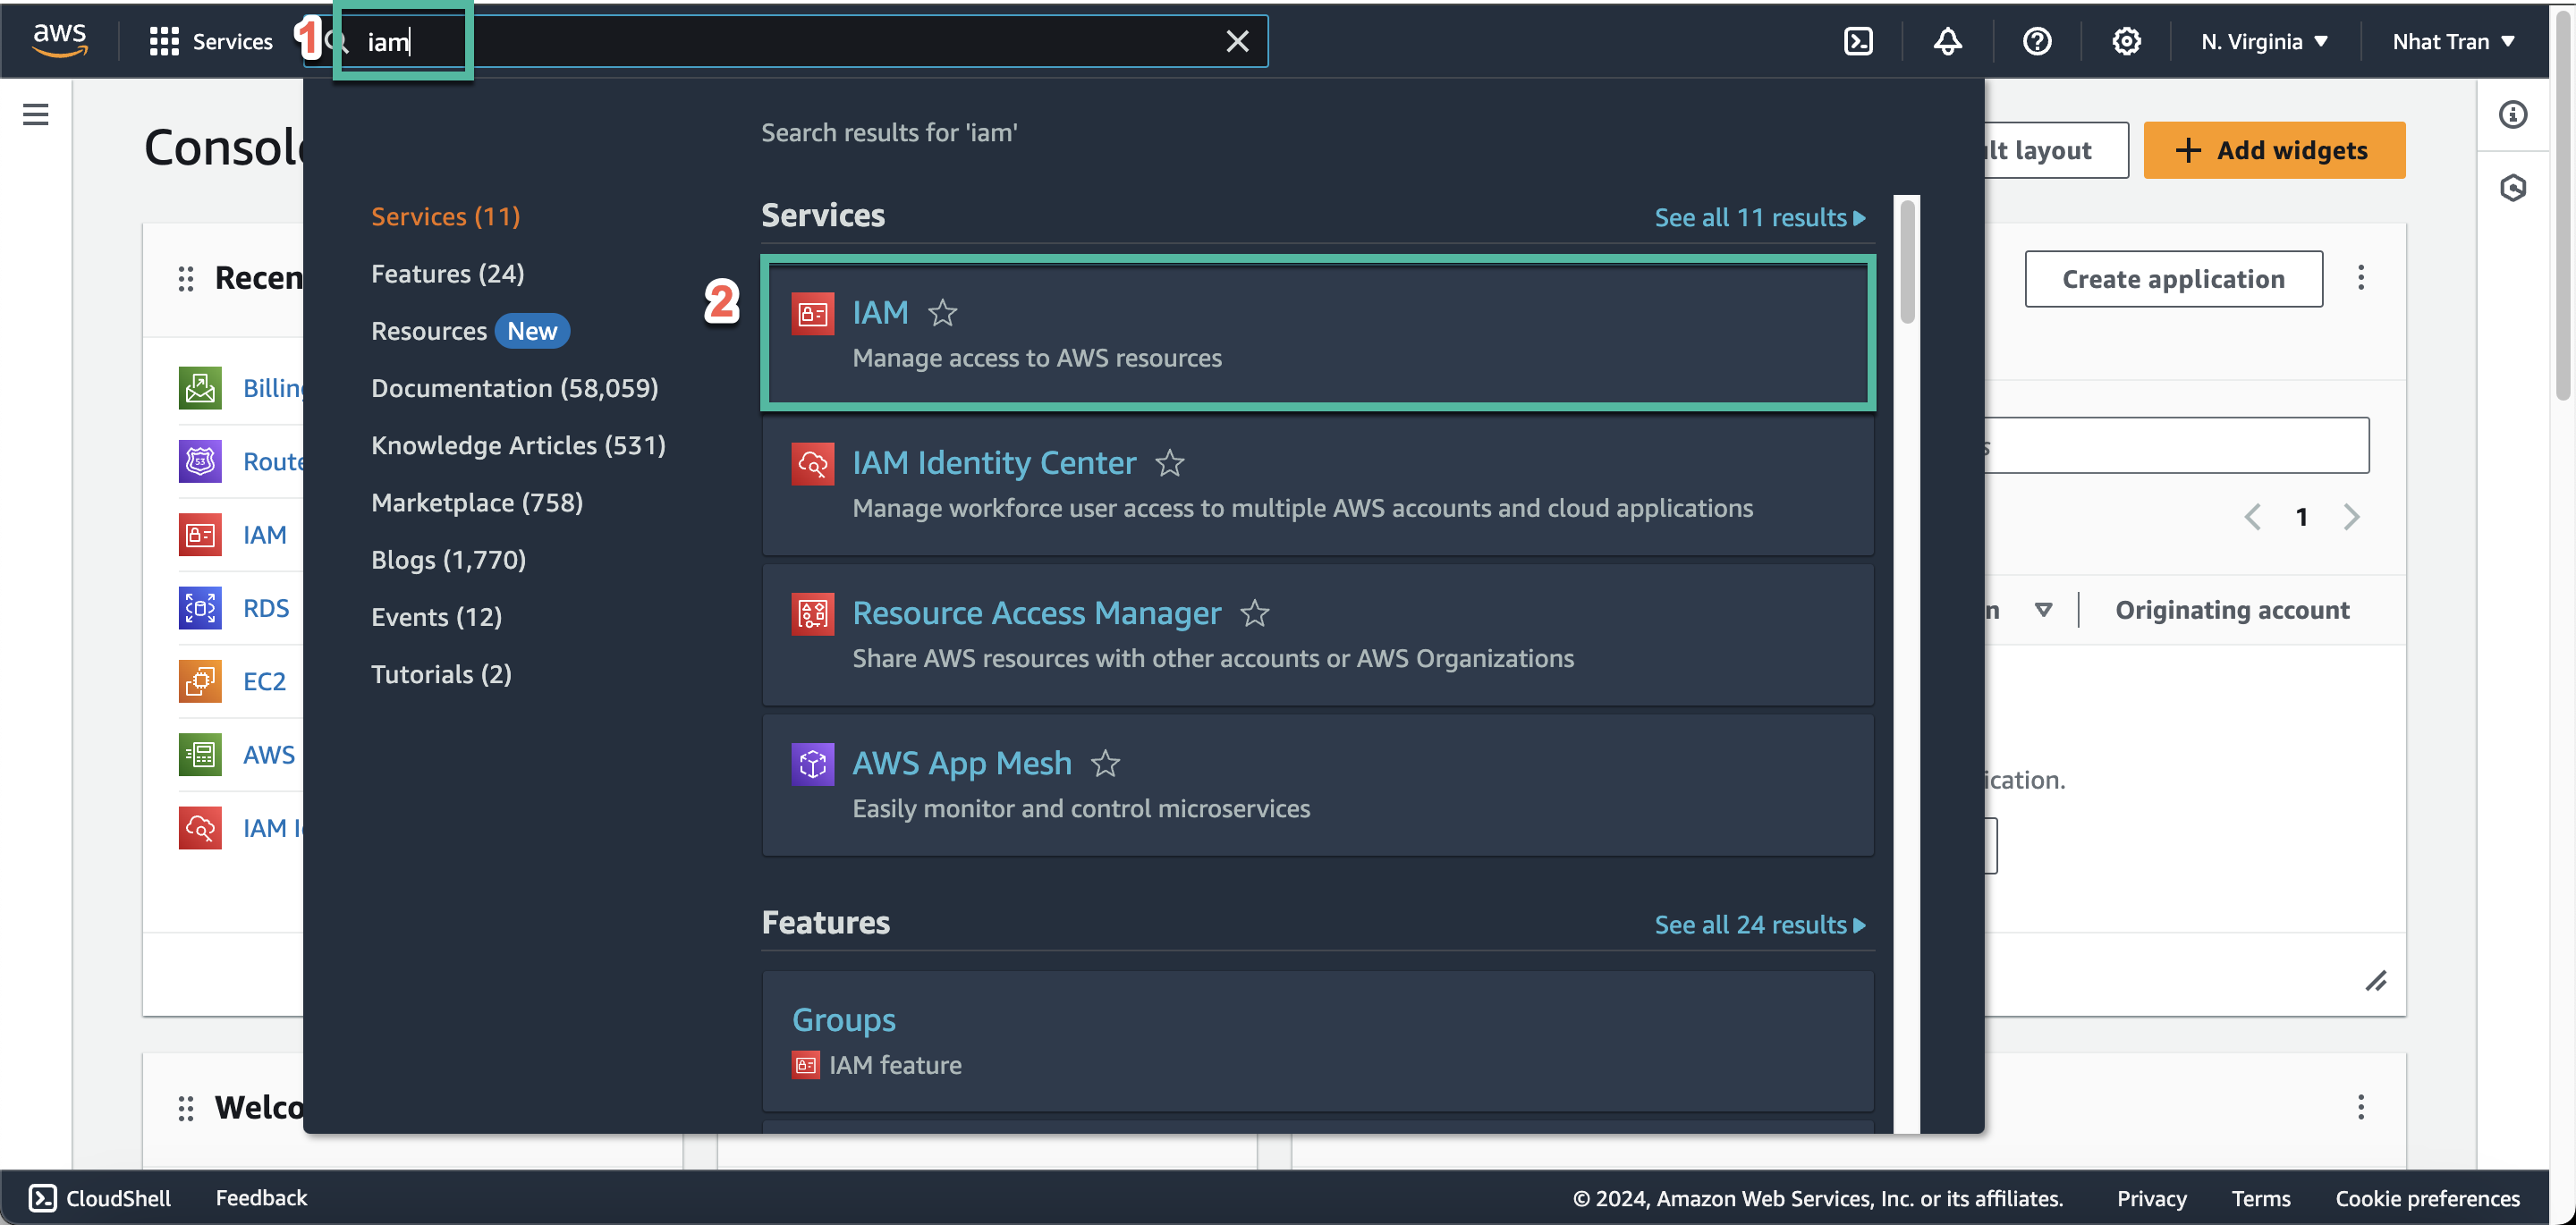 aws
Services
1
iam
N. Virginia
Nhat Tran
Consol
Search results for 'iam'
lt layout
+ Add widgets
Services (11)
Features (24)
Resources New
Documentation (58,059)
Knowledge Articles (531)
Marketplace (758)
Blogs (1,770)
Events (12)
Tutorials (2)
Services
See all 11 results
2
IAM
Manage access to AWS resources
IAM Identity Center
Manage workforce user access to multiple AWS accounts and cloud applications
Resource Access Manager
Share AWS resources with other accounts or AWS Organizations
AWS App Mesh
Easily monitor and control microservices
Features
See all 24 results
Groups
IAM feature
Recen
Billing
53
Route
IAM
RDS
EC2
AWS
IAM I
Welco
Create application
s
1
n
Originating account
ication.
CloudShell
Feedback
© 2024, Amazon Web Services, Inc. or its affiliates.
Privacy
Terms
Cookie preferences